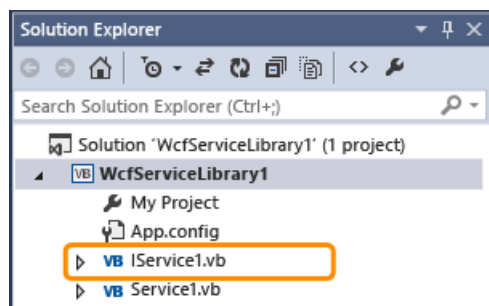 Solution Explorer
Search Solution Explorer (Ctrl+;)
Solution 'WcfServiceLibrary1' (1 project)
VB WcfServiceLibrary1
My Project
App.config
VB IService1.vb
VB Service1.vb